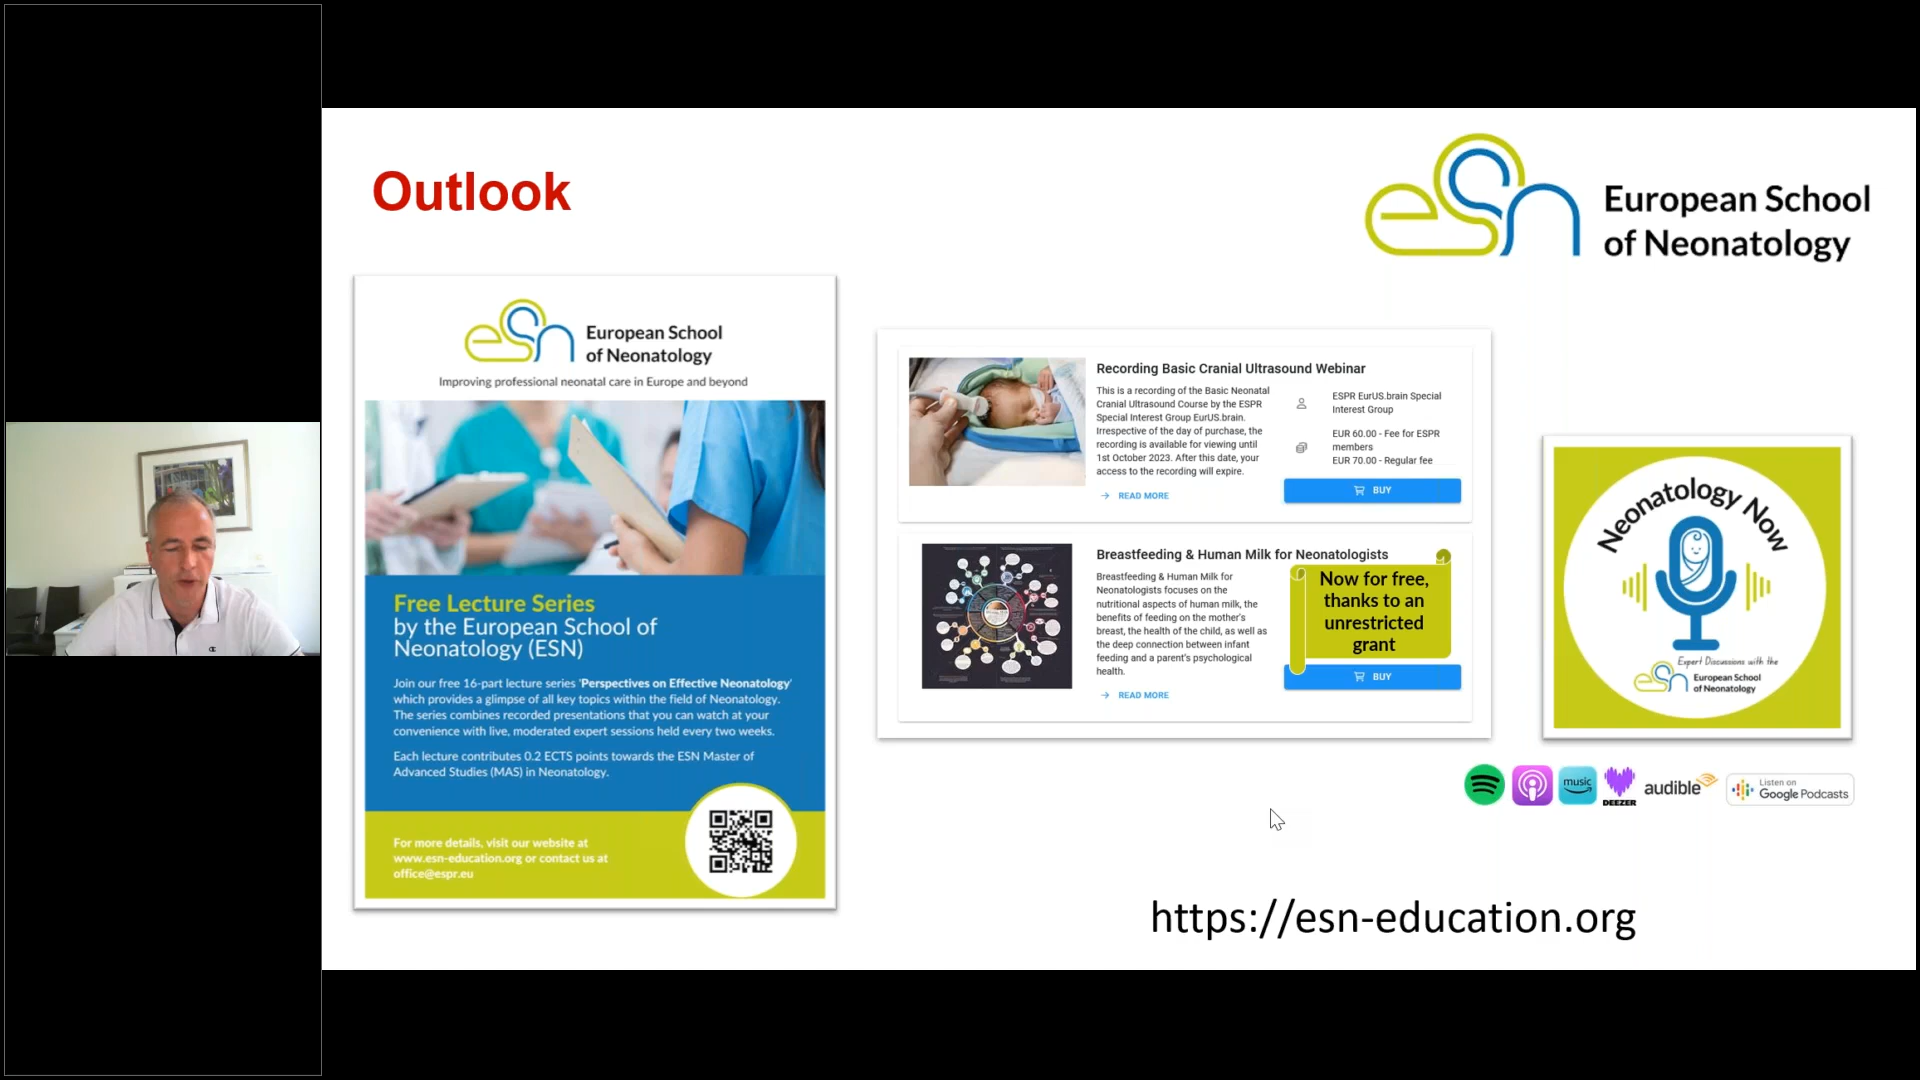 Outlook
esn
European School
of Neonatology
esn
European School
of Neonatology
Improving professional neonatal care in Europe and beyond
Free Lecture Series
by the European School of
Neonatology (ESN)
Join our free 16-part lecture series 'Perspectives on Effective Neonatology'
which provides a glimpse of all key topics within the field of Neonatology.
The series combines recorded presentations that you can watch at your
convenience with live, moderated expert sessions held every two weeks.
Each lecture contributes 0.2 ECTS points towards the ESN Master of
Advanced Studies (MAS) in Neonatology.
For more details, visit our website at
www.esn-education.org or contact us at
office@espr.eu
Recording Basic Cranial Ultrasound Webinar
This is a recording of the Basic Neonatal
Cranial Ultrasound Course by the ESPR
Special Interest Group EurUS.brain.
Irrespective of the day of purchase, the
recording is available for viewing until
1st October 2023. After this date, your
access to the recording will expire.
READ MORE
ESPR EurUS.brain Special
Interest Group
EUR 60.00 - Fee for ESPR
members
EUR 70.00 - Regular fee
BUY
Breastfeeding & Human Milk for Neonatologists
Breastfeeding & Human Milk for
Neonatologists focuses on the
nutritional aspects of human milk, the
benefits of feeding on the mother's
breast, the health of the child, as well as
the deep connection between infant
feeding and a parent's psychological
health.
READ MORE
Now for free,
thanks to an
unrestricted
grant
BUY
Neonatology Now
Expert Discussions with the
esn
European School
of Neonatology
music
DEEZER
audible
Listen on
Google Podcasts
https://esn-education.org